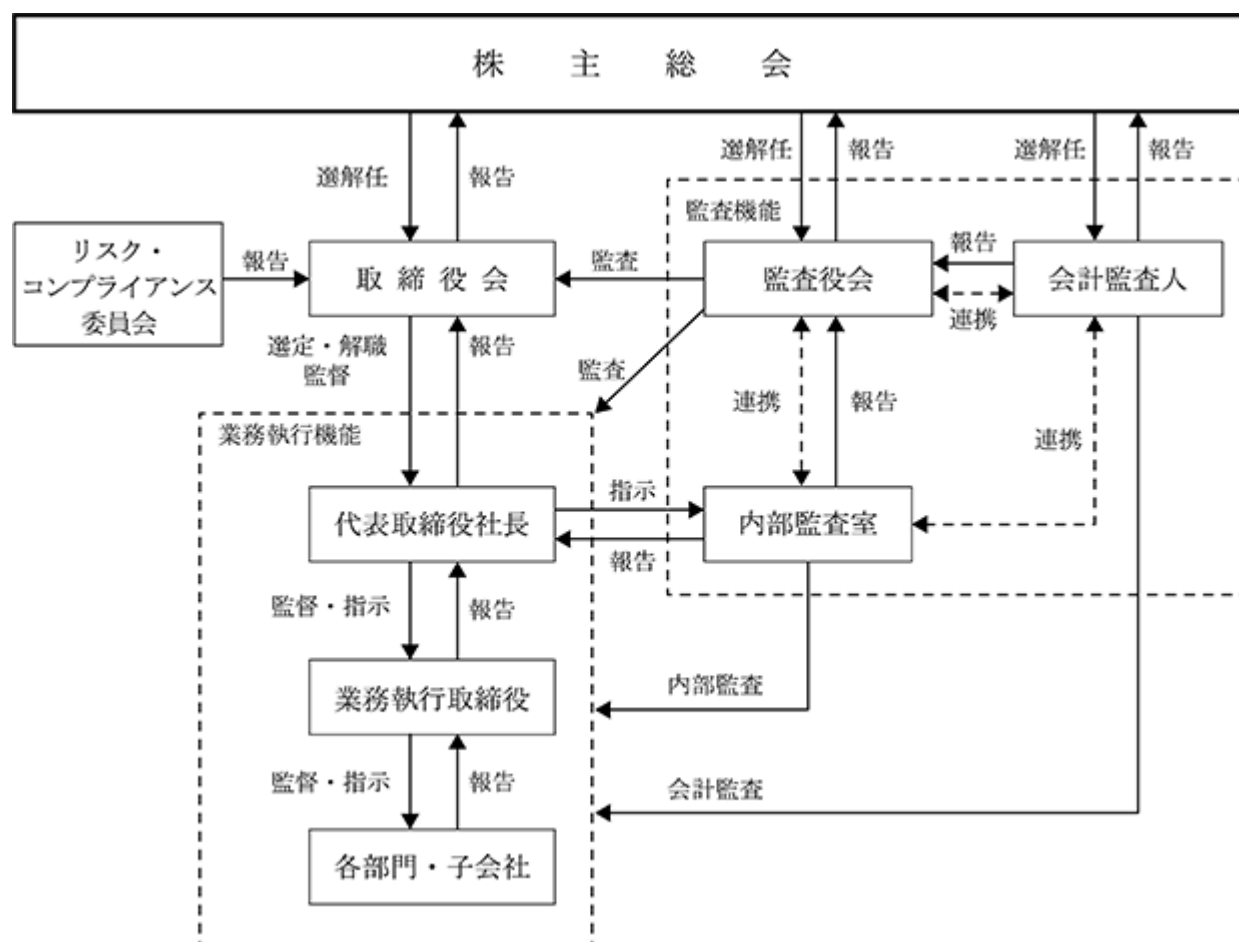 株主総会
選解任
報告
選解任
報告
選解任
報告
監査機能
リスク・
コンプライアンス
委員会
報告
取締役会
監査
監査役会
報告
連携
会計監査人
選定・解職
監督
報告
監査
連携
報告
連携
業務執行機能
代表取締役社長
指示
報告
内部監査室
監督・指示
報告
業務執行取締役
内部監査
監督・指示
報告
会計監査
各部門・子会社